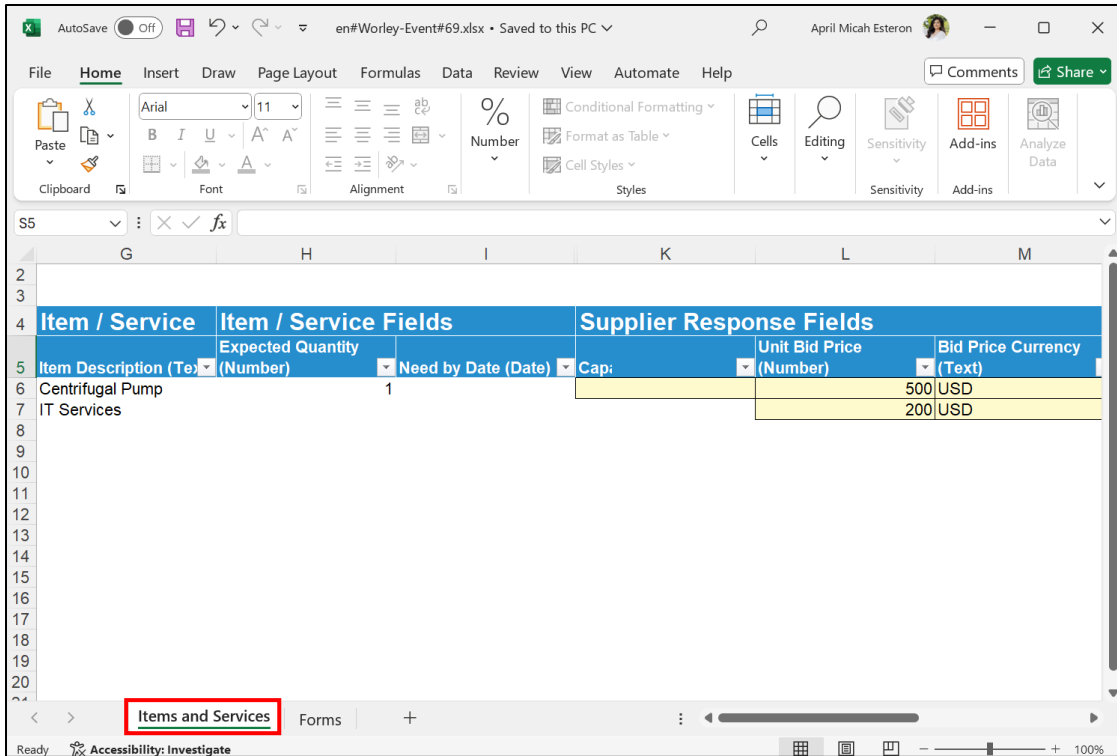 AutoSave Off en#Worley-Event#69.xlsx • Saved to this PC April Micah Esteron
File Home Insert Draw Page Layout Formulas Data Review View Automate Help Comments Share
Paste
Arial 11
B I U A A
ab
Number
Conditional Formatting
Format as Table
Cell Styles
Cells
Editing
Sensitivity
Add-ins
Analyze Data
Clipboard Font Alignment Styles Sensitivity Add-ins
S5 fx
G H I K L M
2
3
4 Item / Service Item / Service Fields Supplier Response Fields
Expected Quantity Unit Bid Price Bid Price Currency
5 Item Description (Tex (Number) Need by Date (Date) Capa (Number) (Text)
6 Centrifugal Pump 1 500 USD
7 IT Services 200 USD
8
9
10
11
12
13
14
15
16
17
18
19
20
Items and Services Forms +
Ready Accessibility: Investigate 100%